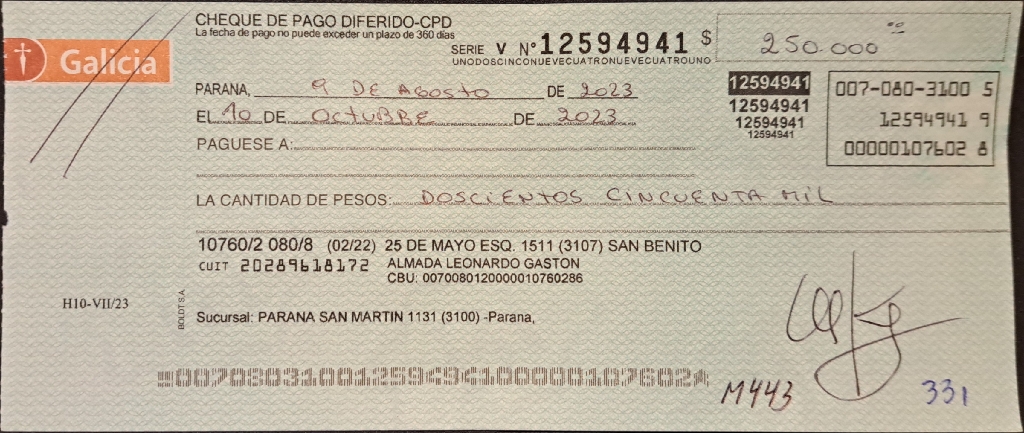 CHEQUE DE PAGO DIFERIDO-CPD
La fecha de pago no puede exceder un plazo de 360 días
Galicia
SERIE V N° 12594941 $ 250.000 00
UNODOSCINCONUEVECUATRONUEVECUATROUNO
PARANA, 9 DE AGOSTO DE 2023
EL 10 DE OCTUBRE DE 2023
12594941
12594941
12594941
12594941
007-080-3100 5
12594941 9
00000107602 8
PAGUESE A:
LA CANTIDAD DE PESOS: DOSCIENTOS CINCUENTA MIL
10760/2 080/8 (02/22) 25 DE MAYO ESQ. 1511 (3107) SAN BENITO
CUIT 20289618172 ALMADA LEONARDO GASTON
CBU: 0070080120000010760286
H10-VII/23
BOLDT S.A.
Sucursal: PARANA SAN MARTIN 1131 (3100) -Parana,
M443
331